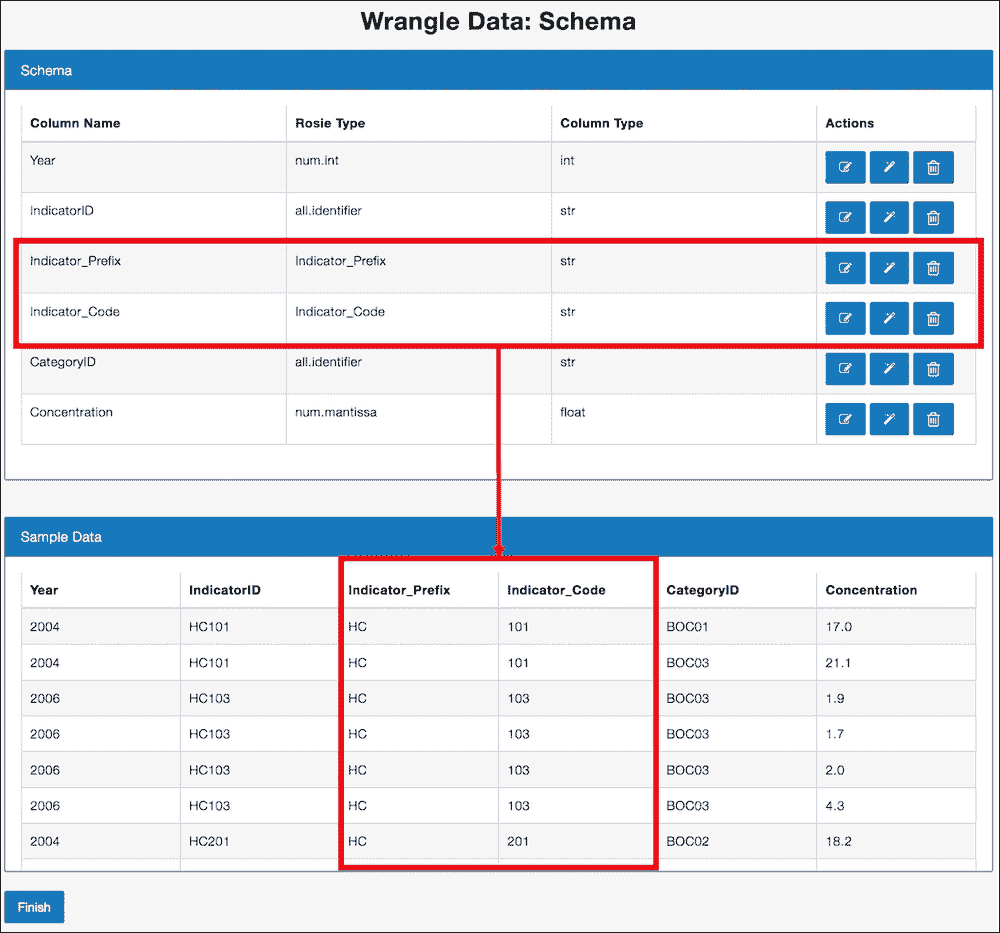 Wrangle Data: Schema
Schema
Column Name Rosie Type Column Type Actions
Year num.int int
IndicatorID all.identifier str
Indicator_Prefix Indicator_Prefix str
Indicator_Code Indicator_Code str
CategoryID all.identifier str
Concentration num.mantissa float
Sample Data
Year IndicatorID Indicator_Prefix Indicator_Code CategoryID Concentration
2004 HC101 HC 101 BOC01 17.0
2004 HC101 HC 101 BOC03 21.1
2006 HC103 HC 103 BOC03 1.9
2006 HC103 HC 103 BOC03 1.7
2006 HC103 HC 103 BOC03 2.0
2006 HC103 HC 103 BOC03 4.3
2004 HC201 HC 201 BOC02 18.2
Finish